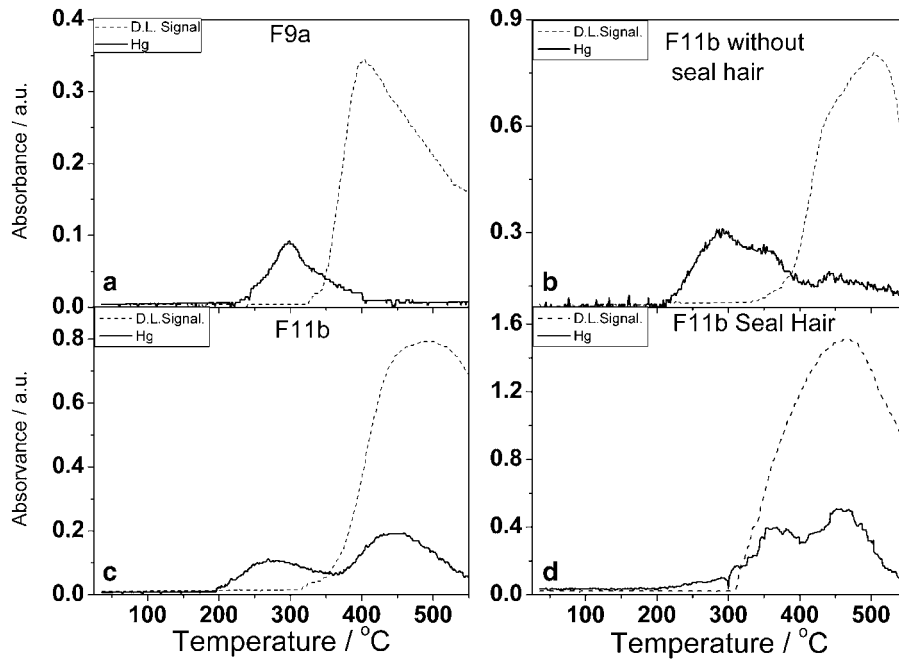 0.4
D.L. Signal.
Hg
F9a
0.3
0.2
0.1
0.0
Absorbance / a.u.
a
0.9
D.L.Signal.
Hg
F11b without
seal hair
0.6
0.3
b
0.8
D.L.Signal.
Hg
F11b
0.6
0.4
0.2
0.0
Absorvance / a.u.
c
100 200 300 400 500
Temperature / °C
1.6
D.L.Signal.
Hg
F11b Seal Hair
1.2
0.8
0.4
0.0
d
100 200 300 400 500
Temperature / °C